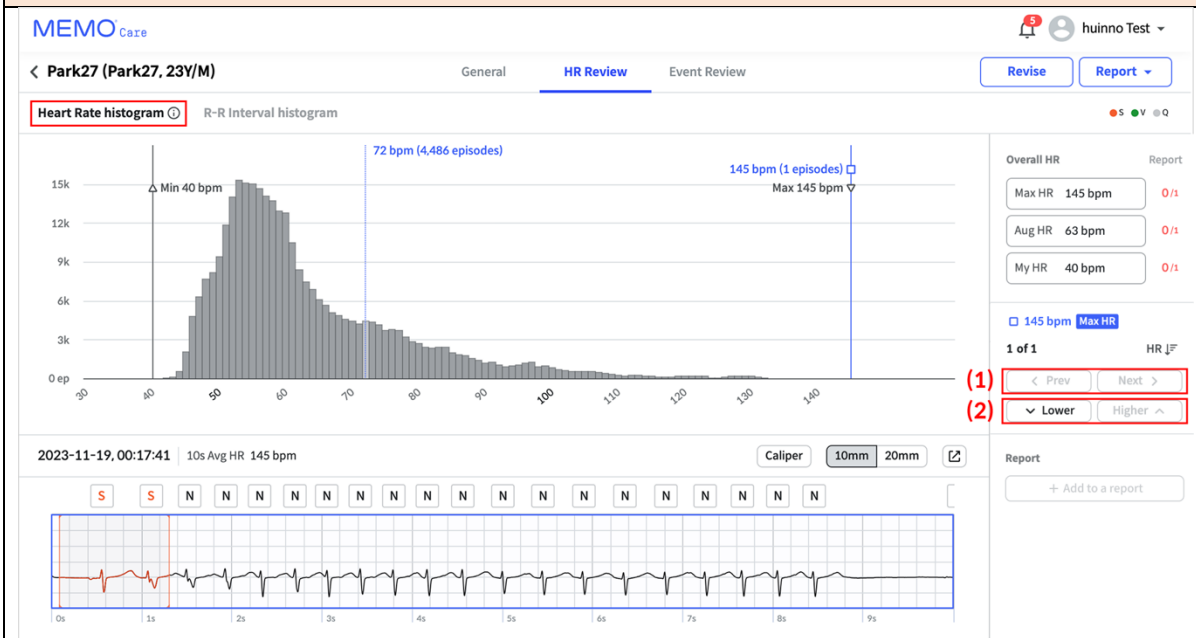 MEMO Care
5
huinno Test
Park27 (Park27, 23Y/M)
General
HR Review
Event Review
Revise
Report
Heart Rate histogram
R-R Interval histogram
S V Q
72 bpm (4,486 episodes)
145 bpm (1 episodes)
Min 40 bpm
Max 145 bpm
15k
12k
9k
6k
3k
0 ep
30 40 50 60 70 80 90 100 110 120 130 140
Overall HR Report
Max HR 145 bpm 0/1
Aug HR 63 bpm 0/1
My HR 40 bpm 0/1
145 bpm Max HR
1 of 1 HR
(1) Prev Next
(2) Lower Higher
2023-11-19, 00:17:41 10s Avg HR 145 bpm
Caliper 10mm 20mm
Report
+ Add to a report
S S N N N N N N N N N N N N N N N N N N
0s 1s 2s 3s 4s 5s 6s 7s 8s 9s